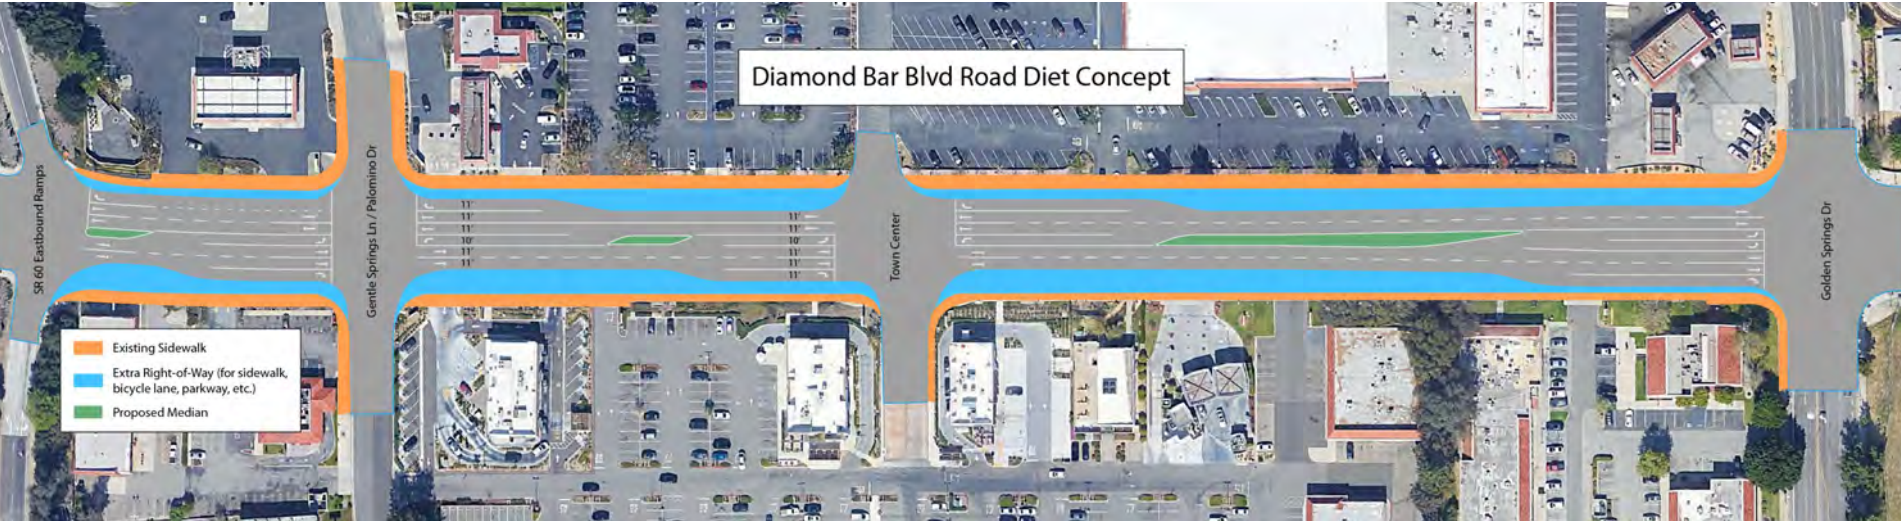 Diamond Bar Blvd Road Diet Concept
SR 60 Eastbound Ramps
Gentle Springs Ln / Palomino Dr
Town Center
Golden Springs Dr
11'
11'
10'
11'
11'
11'
11'
10'
11'
11'
Existing Sidewalk
Extra Right-of-Way (for sidewalk,
bicycle lane, parkway, etc.)
Proposed Median